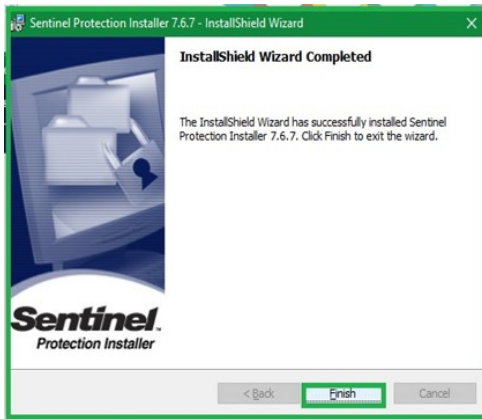 Sentinel Protection Installer 7.6.7 - InstallShield Wizard
InstallShield Wizard Completed
The InstallShield Wizard has successfully installed Sentinel
Protection Installer 7.6.7. Click Finish to exit the wizard.
Sentinel.
Protection Installer
< Back
Finish
Cancel